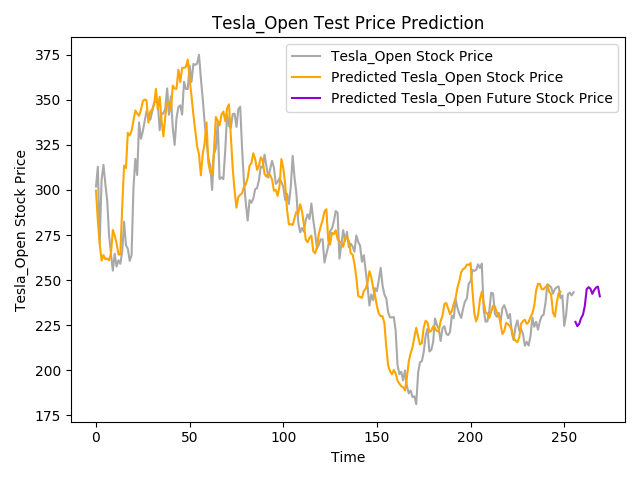 Tesla_Open Test Price Prediction
Tesla_Open Stock Price
Predicted Tesla_Open Stock Price
Predicted Tesla_Open Future Stock Price
Tesla_Open Stock Price
375
350
325
300
275
250
225
200
175
0 50 100 150 200 250
Time